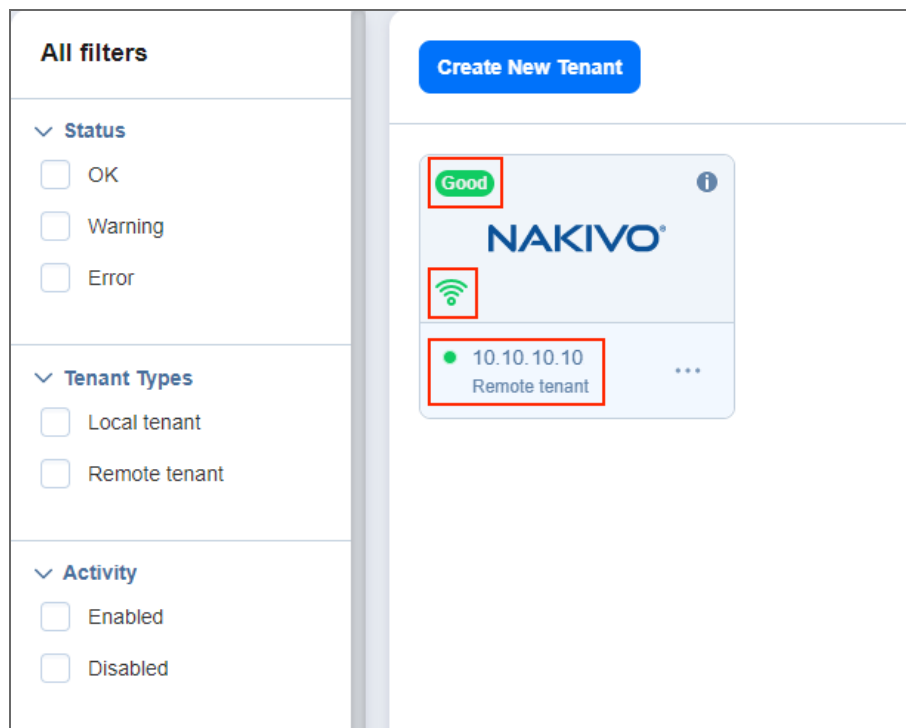 All filters
Status
OK
Warning
Error
Tenant Types
Local tenant
Remote tenant
Activity
Enabled
Disabled
Create New Tenant
Good
NAKIVO®
10.10.10.10
Remote tenant